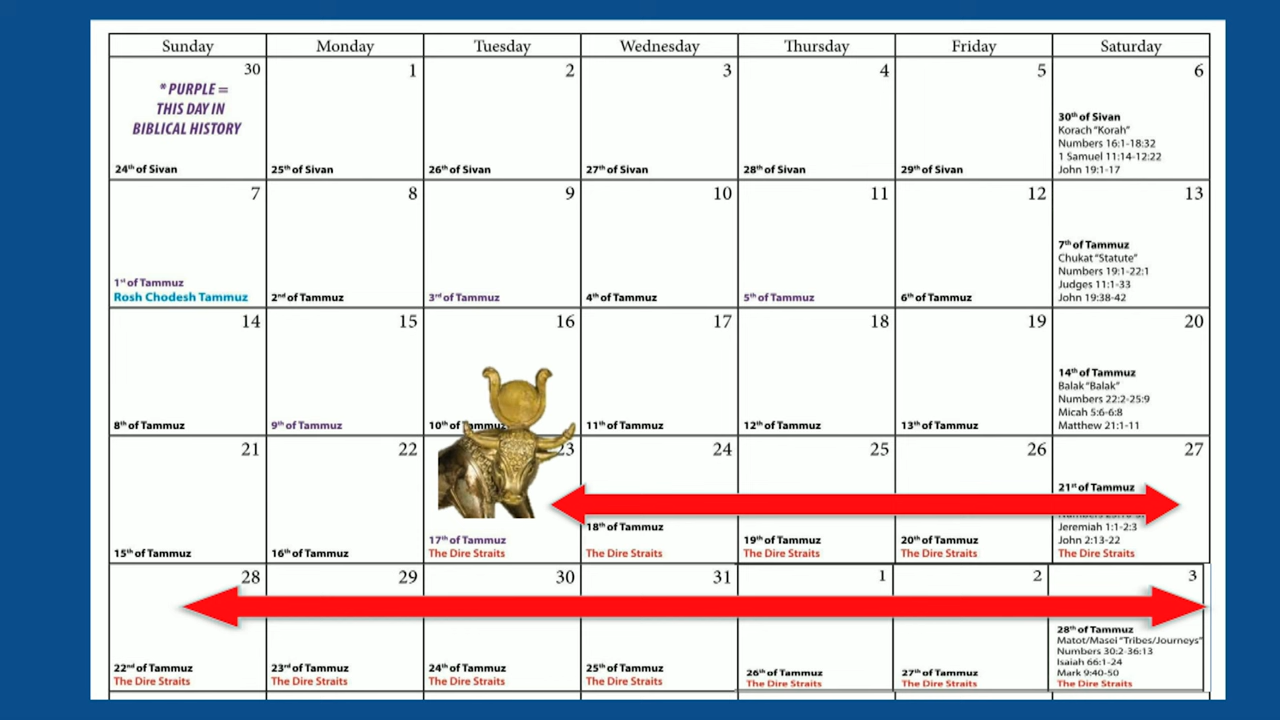 Sunday Monday Tuesday Wednesday Thursday Friday Saturday
30
* PURPLE =
THIS DAY IN
BIBLICAL HISTORY
24th of Sivan
1
25th of Sivan
2
26th of Sivan
3
27th of Sivan
4
28th of Sivan
5
29th of Sivan
6
30th of Sivan
Korach “Korah”
Numbers 16:1-18:32
1 Samuel 11:14-12:22
John 19:1-17
7
1st of Tammuz
Rosh Chodesh Tammuz
8
2nd of Tammuz
9
3rd of Tammuz
10
4th of Tammuz
11
5th of Tammuz
12
6th of Tammuz
13
7th of Tammuz
Chukat “Statute”
Numbers 19:1-22:1
Judges 11:1-33
John 19:38-42
14
8th of Tammuz
15
9th of Tammuz
16
10th of Tammuz
17
11th of Tammuz
18
12th of Tammuz
19
13th of Tammuz
20
14th of Tammuz
Balak “Balak”
Numbers 22:2-25:9
Micah 5:6-6:8
Matthew 21:1-11
21
15th of Tammuz
22
16th of Tammuz
23
17th of Tammuz
The Dire Straits
24
18th of Tammuz
The Dire Straits
25
19th of Tammuz
The Dire Straits
26
20th of Tammuz
The Dire Straits
27
21st of Tammuz
Jeremiah 1:1-2:3
John 2:13-22
The Dire Straits
28
22nd of Tammuz
The Dire Straits
29
23rd of Tammuz
The Dire Straits
30
24th of Tammuz
The Dire Straits
31
25th of Tammuz
The Dire Straits
1
26th of Tammuz
The Dire Straits
2
27th of Tammuz
The Dire Straits
3
28th of Tammuz
Matot/Masei “Tribes/Journeys”
Numbers 30:2-36:13
Isaiah 66:1-24
Mark 9:40-50
The Dire Straits